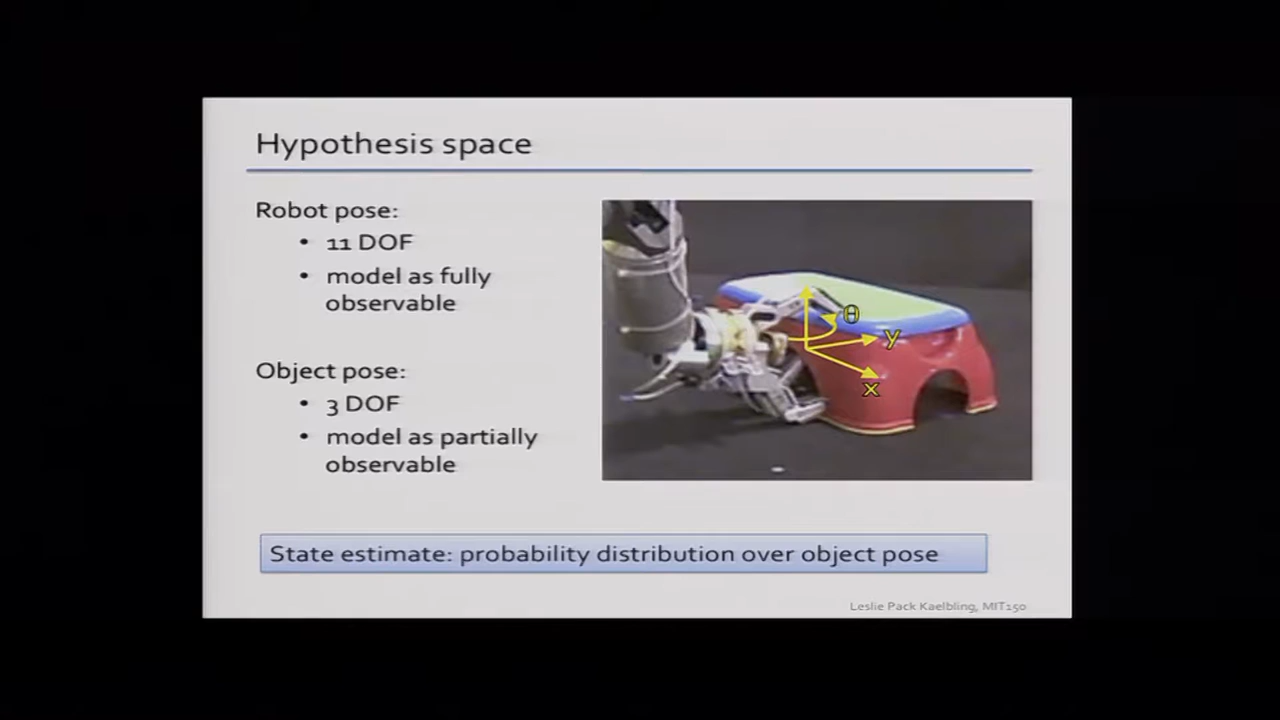 Hypothesis space
Robot pose:
• 11 DOF
• model as fully
observable
Object pose:
• 3 DOF
• model as partially
observable
θ
y
x
State estimate: probability distribution over object pose
Leslie Pack Kaelbling, MIT150